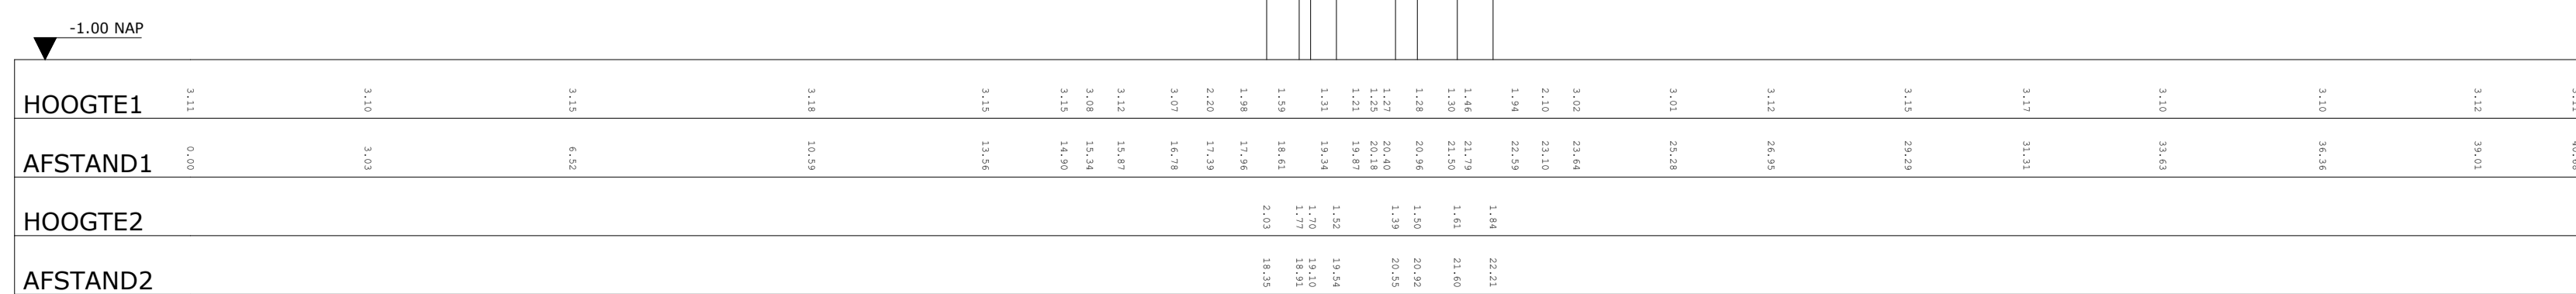 -1.00 NAP
HOOGTE1 3.11 3.10 3.15 3.18 3.15 3.15 3.08 3.12 3.07 2.20 1.98 1.59 1.31 1.21 1.25 1.27 1.28 1.30 1.46 1.94 2.10 3.02 3.01 3.12 3.15 3.17 3.10 3.10 3.12
AFSTAND1 0.00 3.03 6.52 10.59 13.56 14.90 15.34 15.87 16.78 17.39 17.96 18.61 19.34 19.87 20.18 20.40 20.96 21.50 21.79 22.59 23.10 23.64 25.28 26.95 29.29 31.31 33.63 36.36 39.01
HOOGTE2 2.03 1.77 1.70 1.52 1.39 1.50 1.61 1.84
AFSTAND2 18.35 18.91 19.10 19.54 20.55 20.92 21.60 22.21